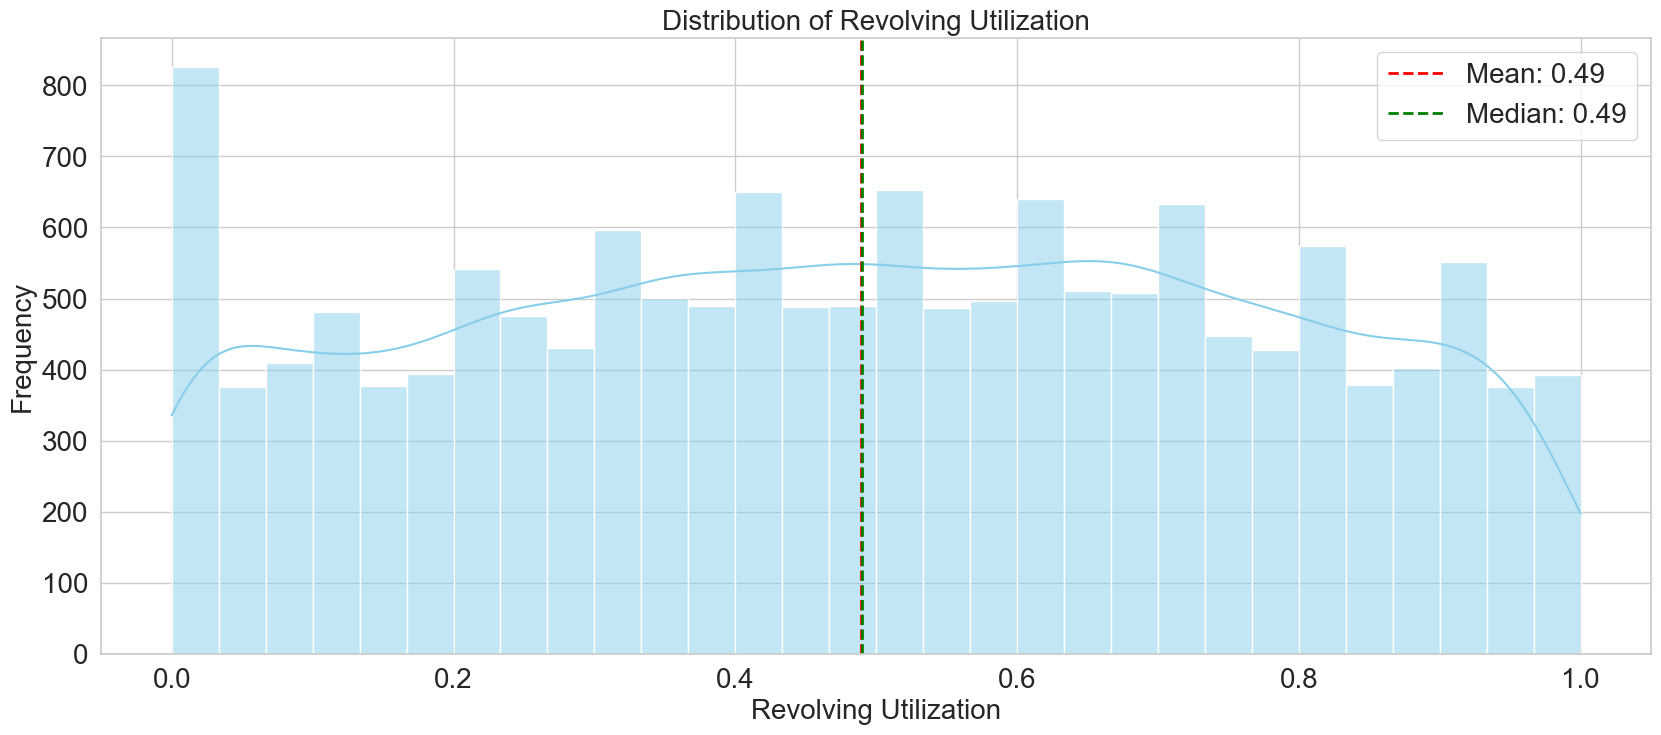 Distribution of Revolving Utilization
Mean: 0.49
Median: 0.49
Frequency
800
700
600
500
400
300
200
100
0
0.0 0.2 0.4 0.6 0.8 1.0
Revolving Utilization